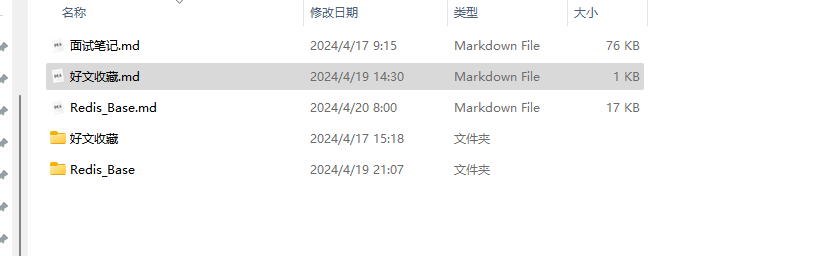 名称 修改日期 类型 大小
面试笔记.md 2024/4/17 9:15 Markdown File 76 KB
好文收藏.md 2024/4/19 14:30 Markdown File 1 KB
Redis_Base.md 2024/4/20 8:00 Markdown File 17 KB
好文收藏 2024/4/17 15:18 文件夹
Redis_Base 2024/4/19 21:07 文件夹